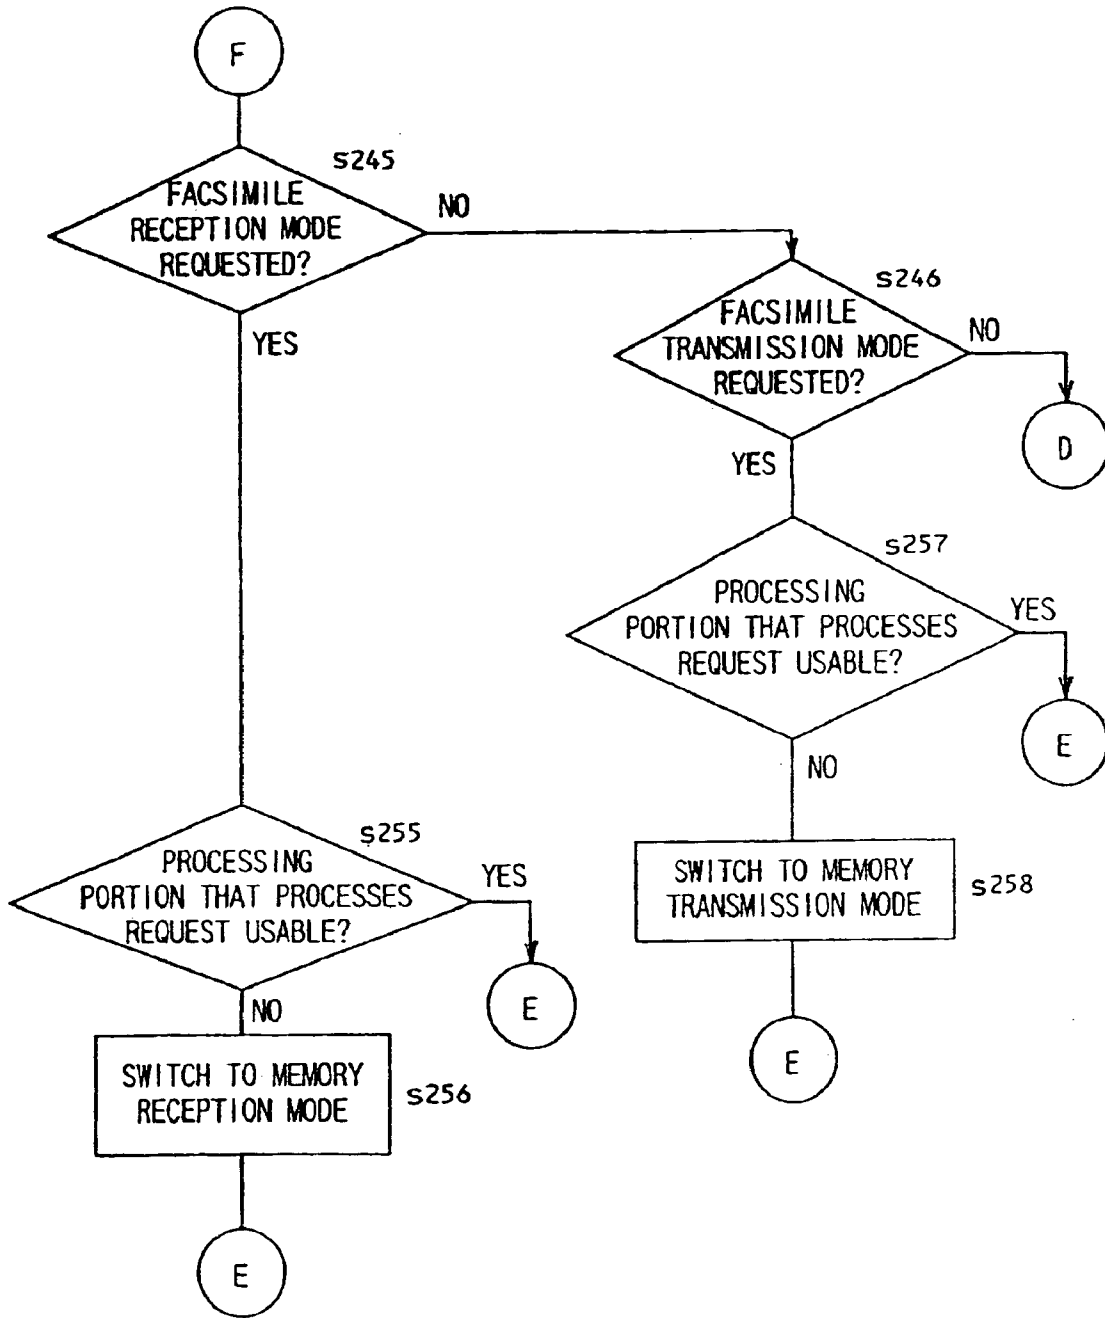 F
s245
FACSIMILE
RECEPTION MODE
REQUESTED?
NO
YES
s246
FACSIMILE
TRANSMISSION MODE
REQUESTED?
NO
D
YES
s257
PROCESSING
PORTION THAT PROCESSES
REQUEST USABLE?
YES
E
NO
SWITCH TO MEMORY
TRANSMISSION MODE
s258
E
s255
PROCESSING
PORTION THAT PROCESSES
REQUEST USABLE?
YES
E
NO
SWITCH TO MEMORY
RECEPTION MODE
s256
E